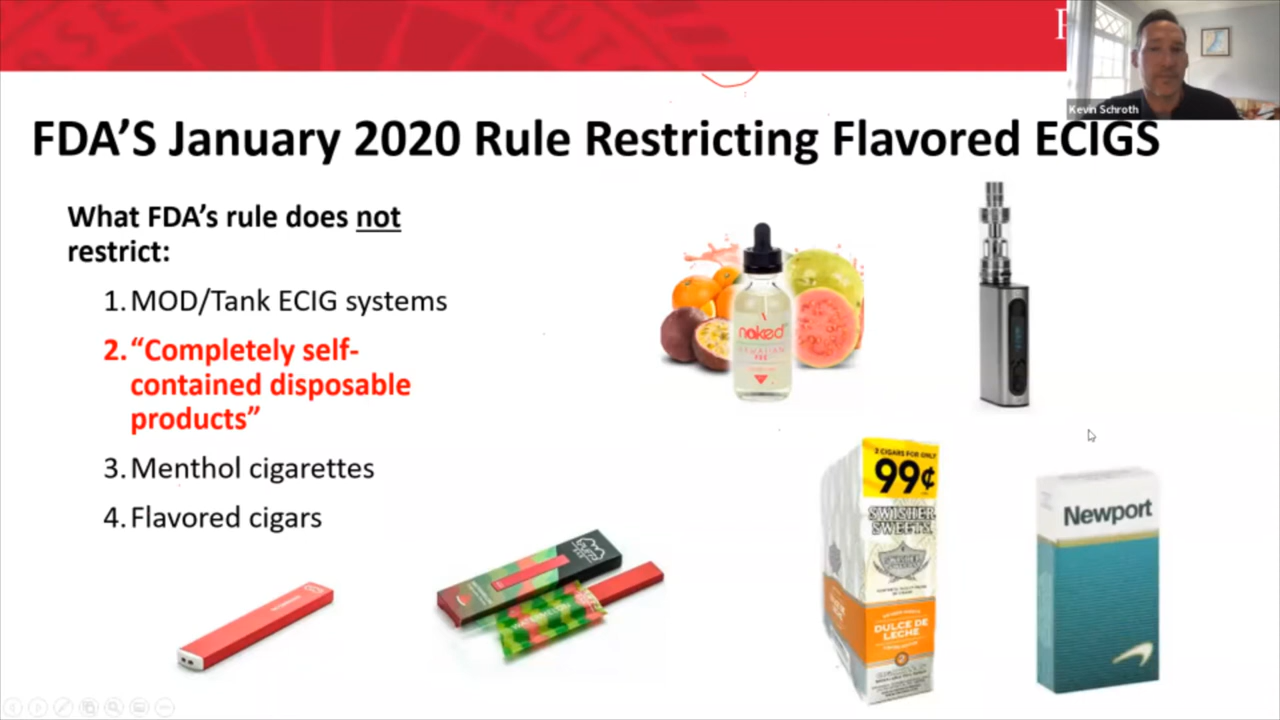 Kevin Schroth
FDA'S January 2020 Rule Restricting Flavored ECIGS
What FDA's rule does not
restrict:
1. MOD/Tank ECIG systems
2. “Completely self-
contained disposable
products”
3. Menthol cigarettes
4. Flavored cigars
naked
2 CIGARS FOR ONLY
99¢
SWISHER
SWEETS
DULCE DE
LECHE
2
Newport